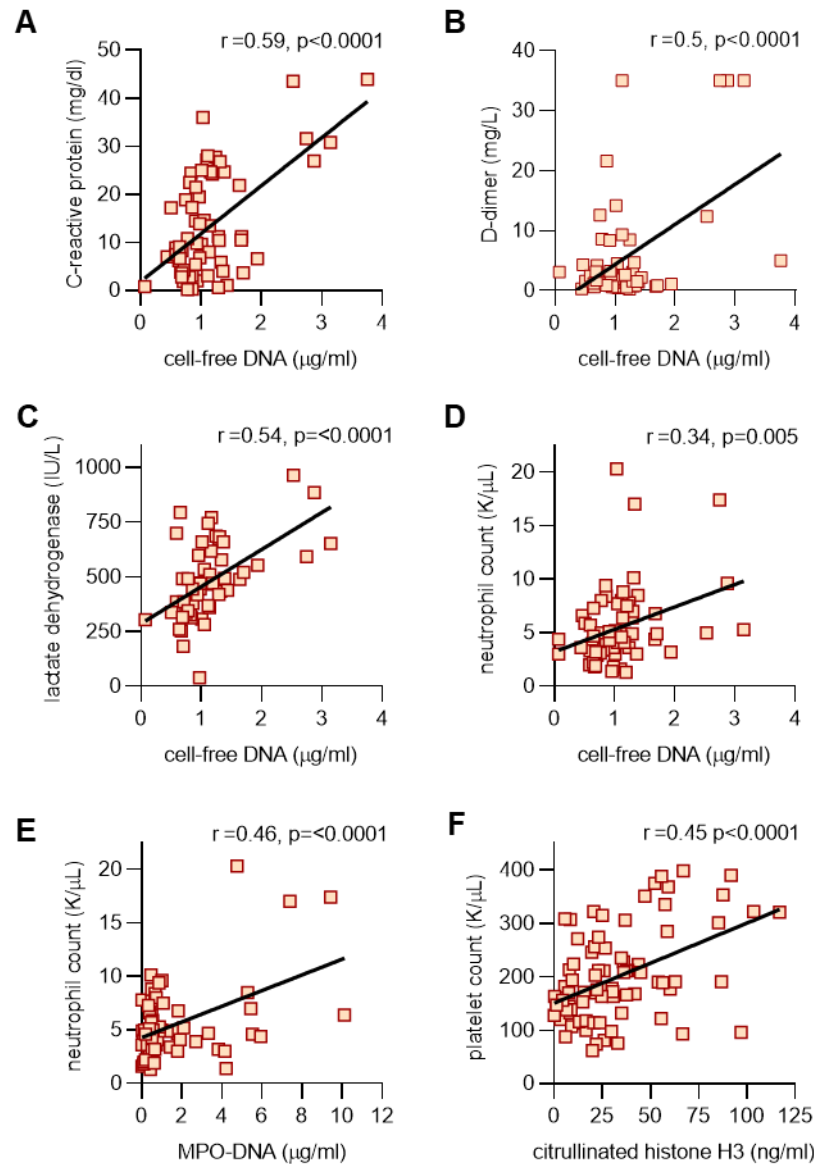 A
r =0.59, p<0.0001
C-reactive protein (mg/dl)
50
40
30
20
10
0
0 1 2 3 4
cell-free DNA (μg/ml)
B
r =0.5, p<0.0001
D-dimer (mg/L)
40
30
20
10
0
0 1 2 3 4
cell-free DNA (μg/ml)
C
r=0.54, p=<0.0001
lactate dehydrogenase (IU/L)
1000
750
500
250
0
0 1 2 3 4
cell-free DNA (μg/ml)
D
r=0.34, p=0.005
neutrophil count (K/μL)
20
15
10
5
0
0 1 2 3 4
cell-free DNA (μg/ml)
E
r=0.46, p=<0.0001
neutrophil count (K/μL)
20
15
10
5
0
0 2 4 6 8 10 12
MPO-DNA (μg/ml)
F
r=0.45 p<0.0001
platelet count (K/μL)
400
300
200
100
0
0 25 50 75 100 125
citrullinated histone H3 (ng/ml)